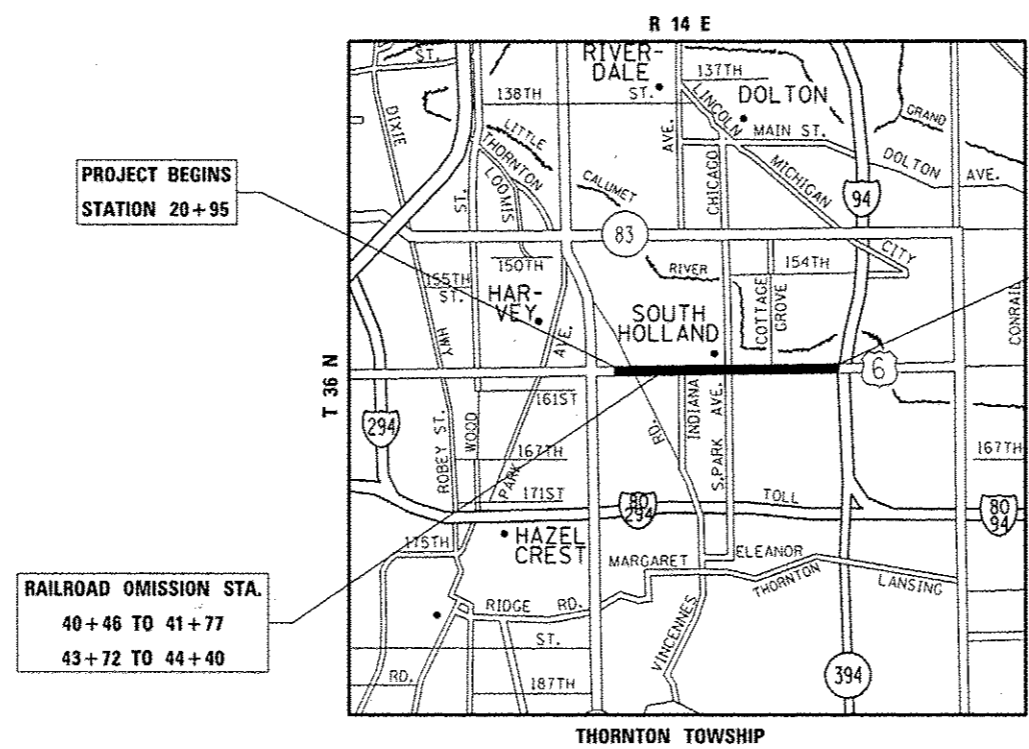 R 14 E
ST.
RIVER-
DALE
137TH
138TH
ST.
LINCOLN
DOLTON
GRAND
DIXIE
LITTLE
THORNTON
AVE.
MAIN ST.
DOLTON
AVE.
PROJECT BEGINS
STATION 20+95
ST.
LOOMIS
CALUMET
CHICAGO
MICHIGAN
94
83
CITY
150TH
RIVER
154TH
155TH
ST.
HAR-
VEY
SOUTH
HOLLAND
COTTAGE
GROVE
CONRAIL
HWY
AVE.
T 36 N
6
161ST
INDIANA
S.PARK AVE.
294
ROBEY ST.
WOOD
167TH
RD.
167TH
PARK
171ST
80
294
TOLL
80
94
175TH
HAZEL
CREST
MARGARET
ELEANOR
THORNTON
LANSING
RAILROAD OMISSION STA.
40+46 TO 41+77
43+72 TO 44+40
RIDGE RD.
VINCENNES
ST.
RD.
187TH
394
THORNTON TOWSHIP